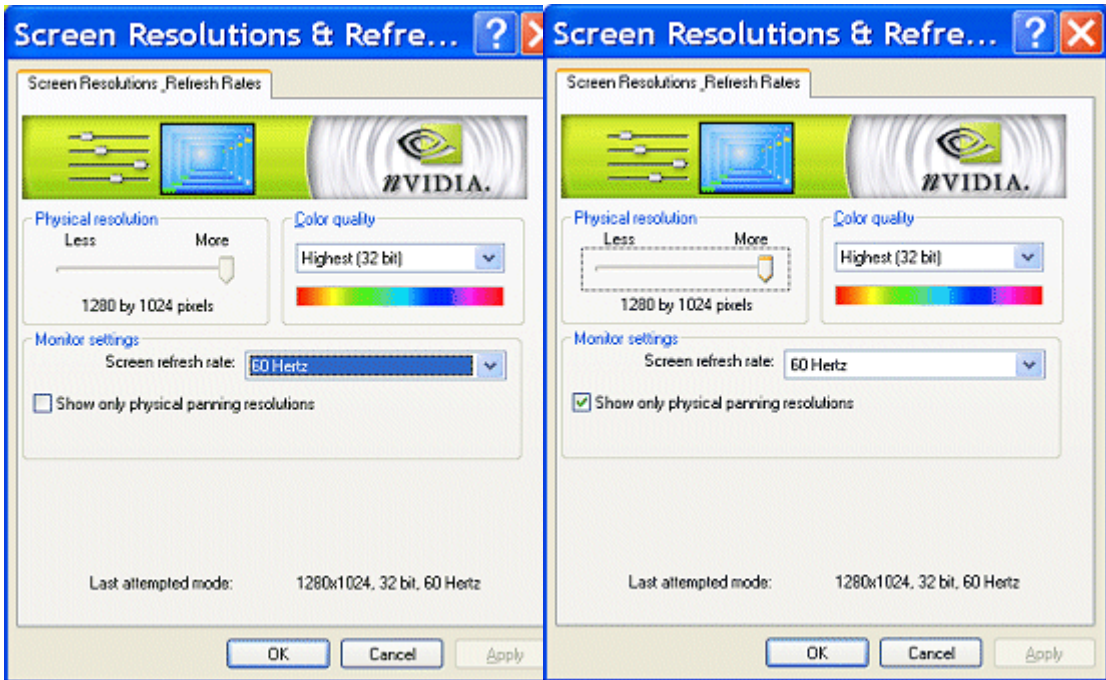 Screen Resolutions & Refre...
Screen Resolutions _Refresh Rates
nVIDIA.
Physical resolution
Less More
1280 by 1024 pixels
Color quality
Highest (32 bit)
Monitor settings
Screen refresh rate: 60 Hertz
Show only physical panning resolutions
Last attempted mode: 1280x1024, 32 bit, 60 Hertz
OK Cancel Apply
Screen Resolutions & Refre...
Screen Resolutions _Refresh Rates
nVIDIA.
Physical resolution
Less More
1280 by 1024 pixels
Color quality
Highest (32 bit)
Monitor settings
Screen refresh rate: 60 Hertz
Show only physical panning resolutions
Last attempted mode: 1280x1024, 32 bit, 60 Hertz
OK Cancel Apply